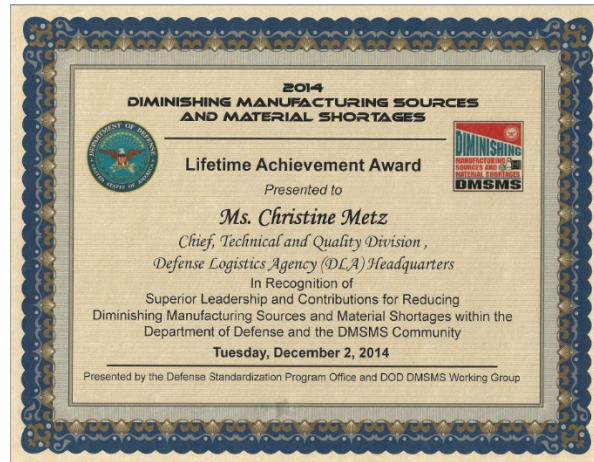 2014
DIMINISHING MANUFACTURING SOURCES
AND MATERIAL SHORTAGES
DEPARTMENT OF DEFENSE
UNITED STATES OF AMERICA
DIMINISHING
MANUFACTURING
SOURCES AND
MATERIAL SHORTAGES
DMSMS
Lifetime Achievement Award
Presented to
Ms. Christine Metz
Chief, Technical and Quality Division ,
Defense Logistics Agency (DLA) Headquarters
In Recognition of
Superior Leadership and Contributions for Reducing
Diminishing Manufacturing Sources and Material Shortages within the
Department of Defense and the DMSMS Community
Tuesday, December 2, 2014
Presented by the Defense Standardization Program Office and DOD DMSMS Working Group